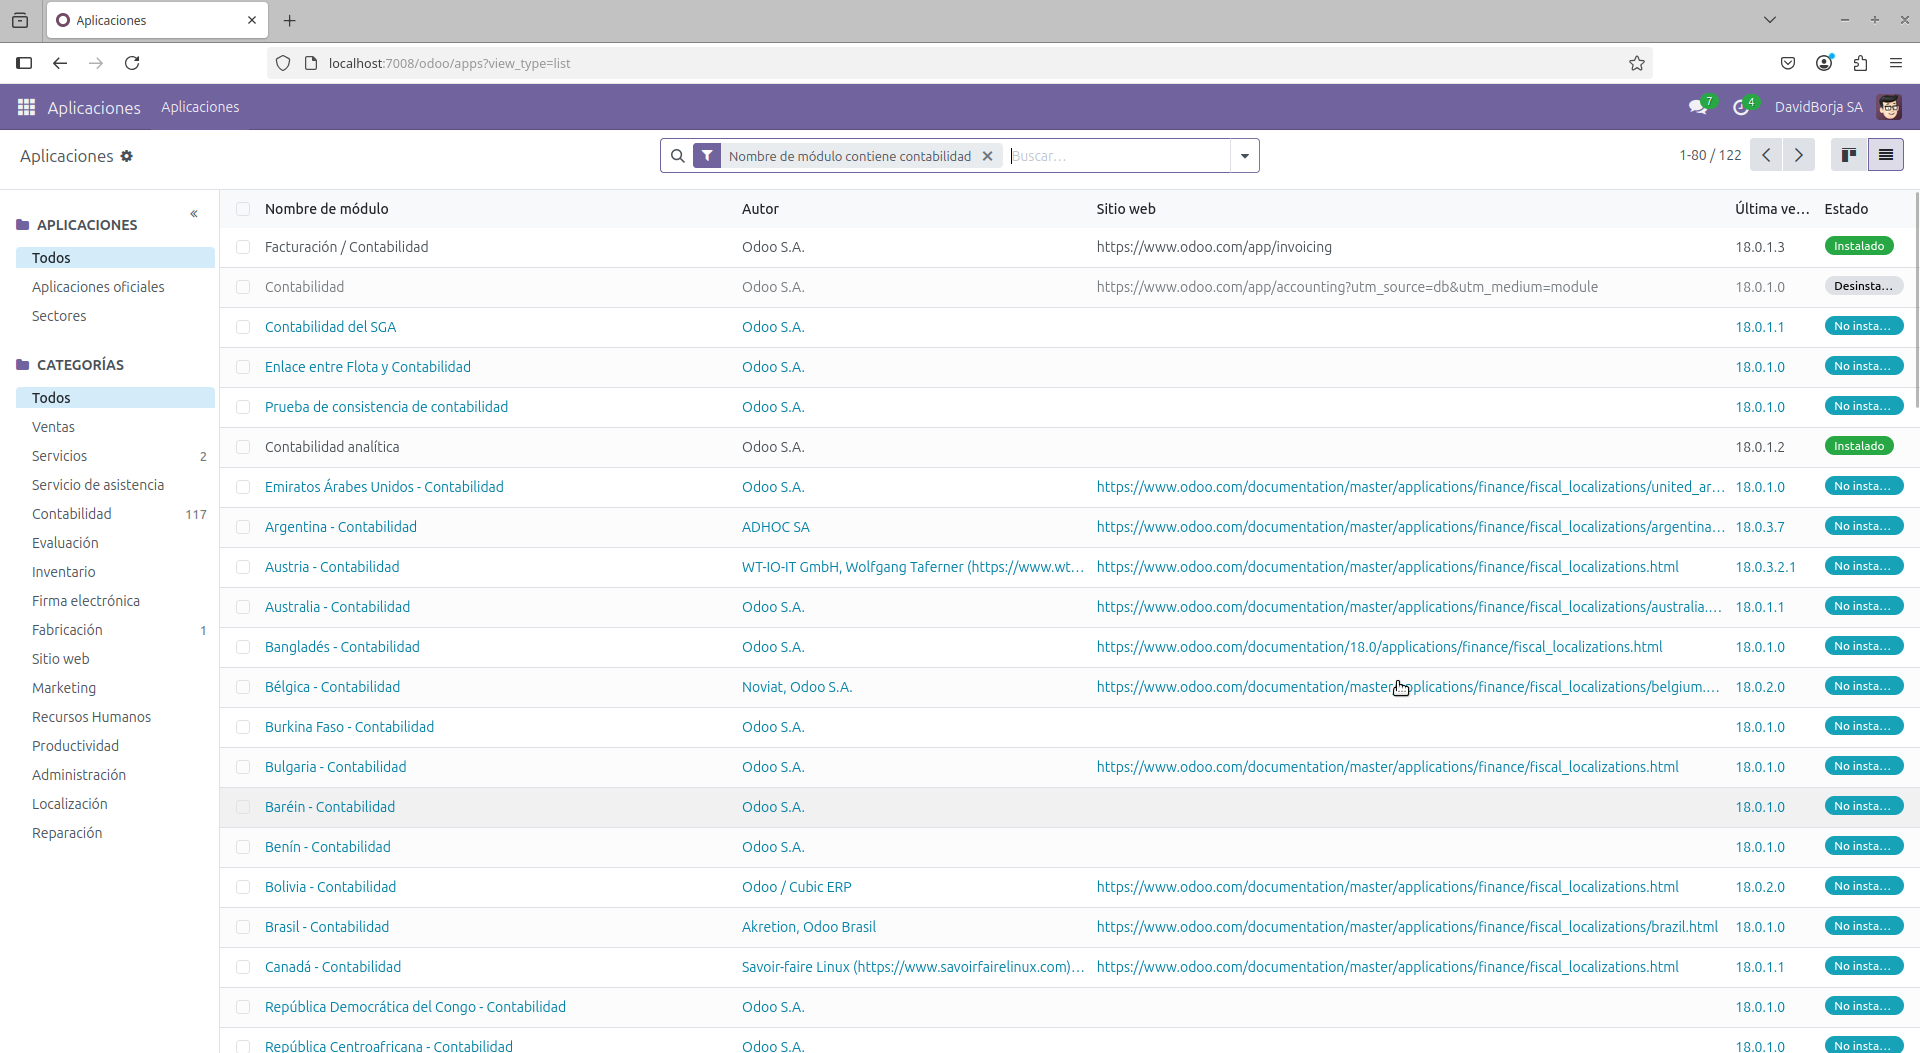 Aplicaciones
localhost:7008/odoo/apps?view_type=list
Aplicaciones Aplicaciones 7 4 DavidBorja SA
Aplicaciones Nombre de módulo contiene contabilidad Buscar... 1-80 / 122
APLICACIONES
Todos
Aplicaciones oficiales
Sectores
CATEGORÍAS
Todos
Ventas
Servicios 2
Servicio de asistencia
Contabilidad 117
Evaluación
Inventario
Firma electrónica
Fabricación 1
Sitio web
Marketing
Recursos Humanos
Productividad
Administración
Localización
Reparación
Nombre de módulo Autor Sitio web Última ve... Estado
Facturación / Contabilidad Odoo S.A. https://www.odoo.com/app/invoicing 18.0.1.3 Instalado
Contabilidad Odoo S.A. https://www.odoo.com/app/accounting?utm_source=db&utm_medium=module 18.0.1.0 Desinsta...
Contabilidad del SGA Odoo S.A. 18.0.1.1 No insta...
Enlace entre Flota y Contabilidad Odoo S.A. 18.0.1.0 No insta...
Prueba de consistencia de contabilidad Odoo S.A. 18.0.1.0 No insta...
Contabilidad analítica Odoo S.A. 18.0.1.2 Instalado
Emiratos Árabes Unidos - Contabilidad Odoo S.A. https://www.odoo.com/documentation/master/applications/finance/fiscal_localizations/united_ar... 18.0.1.0 No insta...
Argentina - Contabilidad ADHOC SA https://www.odoo.com/documentation/master/applications/finance/fiscal_localizations/argentina... 18.0.3.7 No insta...
Austria - Contabilidad WT-IO-IT GmbH, Wolfgang Taferner (https://www.wt... https://www.odoo.com/documentation/master/applications/finance/fiscal_localizations.html 18.0.3.2.1 No insta...
Australia - Contabilidad Odoo S.A. https://www.odoo.com/documentation/master/applications/finance/fiscal_localizations/australia.... 18.0.1.1 No insta...
Bangladés - Contabilidad Odoo S.A. https://www.odoo.com/documentation/18.0/applications/finance/fiscal_localizations.html 18.0.1.0 No insta...
Bélgica - Contabilidad Noviat, Odoo S.A. https://www.odoo.com/documentation/master/applications/finance/fiscal_localizations/belgium.... 18.0.2.0 No insta...
Burkina Faso - Contabilidad Odoo S.A. 18.0.1.0 No insta...
Bulgaria - Contabilidad Odoo S.A. https://www.odoo.com/documentation/master/applications/finance/fiscal_localizations.html 18.0.1.0 No insta...
Baréin - Contabilidad Odoo S.A. 18.0.1.0 No insta...
Benín - Contabilidad Odoo S.A. 18.0.1.0 No insta...
Bolivia - Contabilidad Odoo / Cubic ERP https://www.odoo.com/documentation/master/applications/finance/fiscal_localizations.html 18.0.2.0 No insta...
Brasil - Contabilidad Akretion, Odoo Brasil https://www.odoo.com/documentation/master/applications/finance/fiscal_localizations/brazil.html 18.0.1.0 No insta...
Canadá - Contabilidad Savoir-faire Linux (https://www.savoirfairelinux.com)... https://www.odoo.com/documentation/master/applications/finance/fiscal_localizations.html 18.0.1.1 No insta...
República Democrática del Congo - Contabilidad Odoo S.A. 18.0.1.0 No insta...
República Centroafricana - Contabilidad Odoo S.A. 18.0.1.0 No insta...